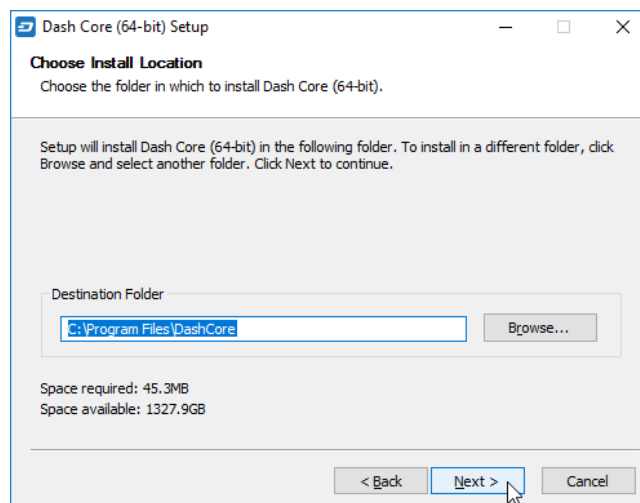 Dash Core (64-bit) Setup
Choose Install Location
Choose the folder in which to install Dash Core (64-bit).
Setup will install Dash Core (64-bit) in the following folder. To install in a different folder, click
Browse and select another folder. Click Next to continue.
Destination Folder
C:\Program Files\DashCore
Browse...
Space required: 45.3MB
Space available: 1327.9GB
< Back
Next >
Cancel